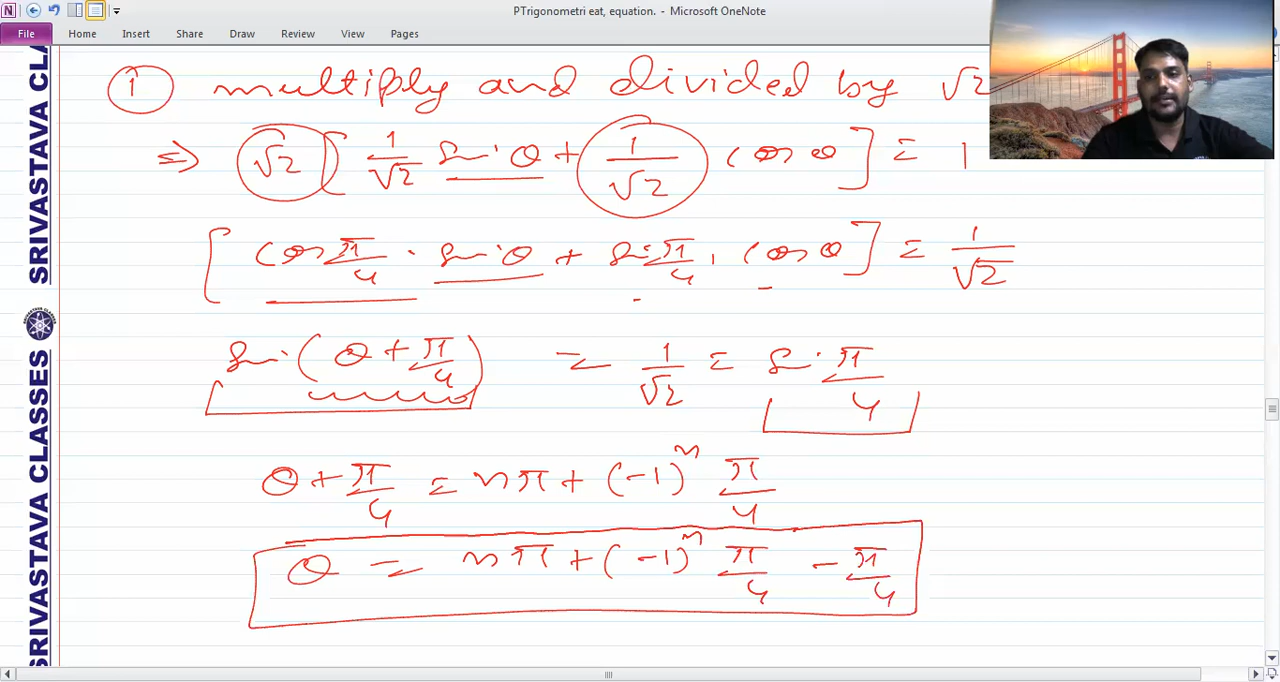 PTrigonometri eat, equation. - Microsoft OneNote
File Home Insert Share Draw Review View Pages
SRIVASTAVA CLASSES
SRIVASTAVA CLASSES
① multiply and divided by √2
⇒ √2 [ 1/√2 sin θ + 1/√2 cos θ ] = 1
[ cos π/4 . sin θ + sin π/4 . cos θ ] = 1/√2
sin (θ + π/4) = 1/√2 = sin π/4
θ + π/4 = nπ + (-1)^n π/4
θ = nπ + (-1)^n π/4 - π/4